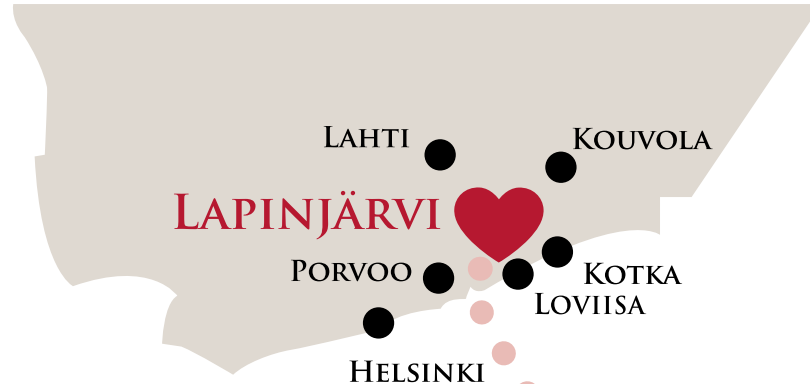 Lahti
Kouvola
Lapinjärvi
Porvoo
Kotka
Loviisa
Helsinki